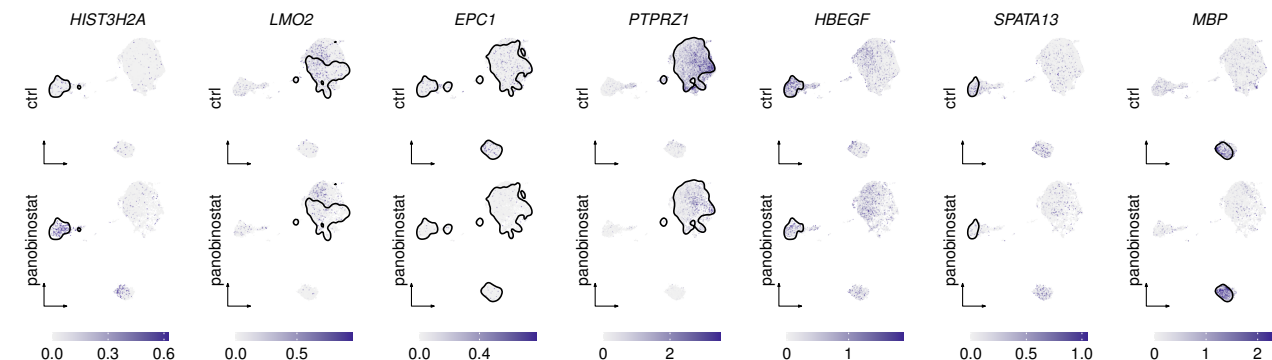 HIST3H2A LMO2 EPC1 PTPRZ1 HBEGF SPATA13 MBP
ctrl ctrl ctrl ctrl ctrl ctrl ctrl
panobinostat panobinostat panobinostat panobinostat panobinostat panobinostat panobinostat
0.0 0.3 0.6 0.0 0.5 0.0 0.4 0 2 0 1 0.0 0.5 1.0 0 1 2